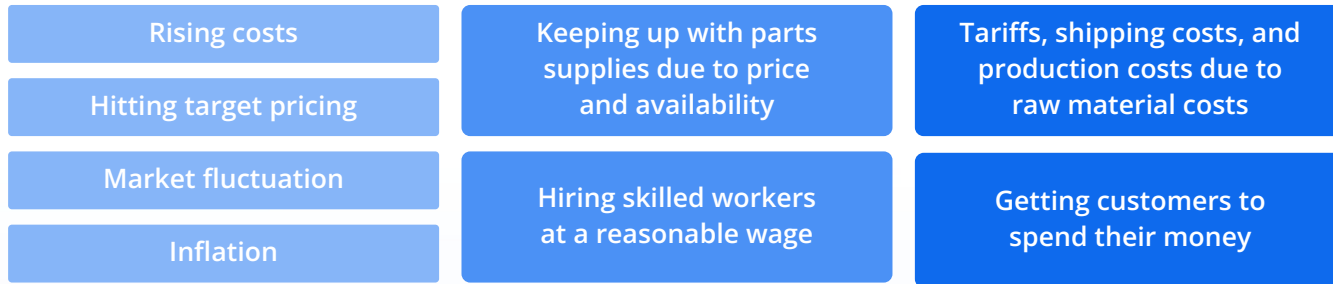 Rising costs
Hitting target pricing
Market fluctuation
Inflation
Keeping up with parts
supplies due to price
and availability
Hiring skilled workers
at a reasonable wage
Tariffs, shipping costs, and
production costs due to
raw material costs
Getting customers to
spend their money